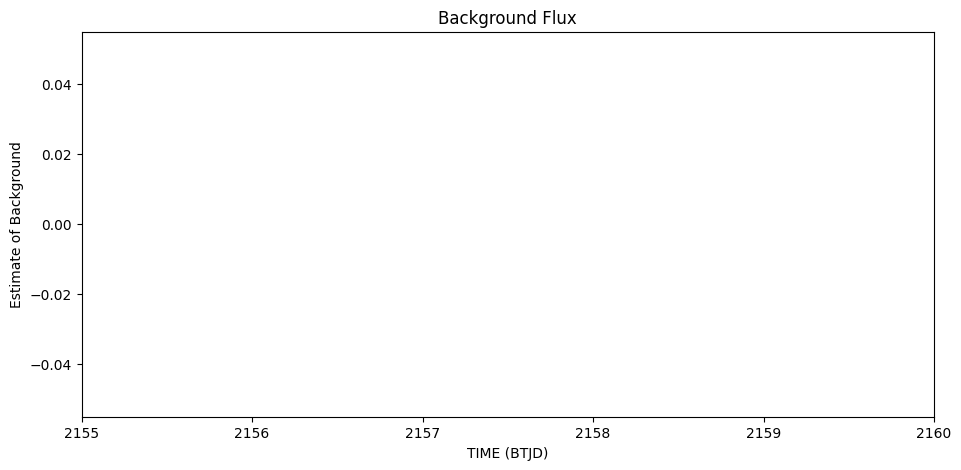 Background Flux
Estimate of Background
0.04
0.02
0.00
−0.02
−0.04
2155 2156 2157 2158 2159 2160
TIME (BTJD)